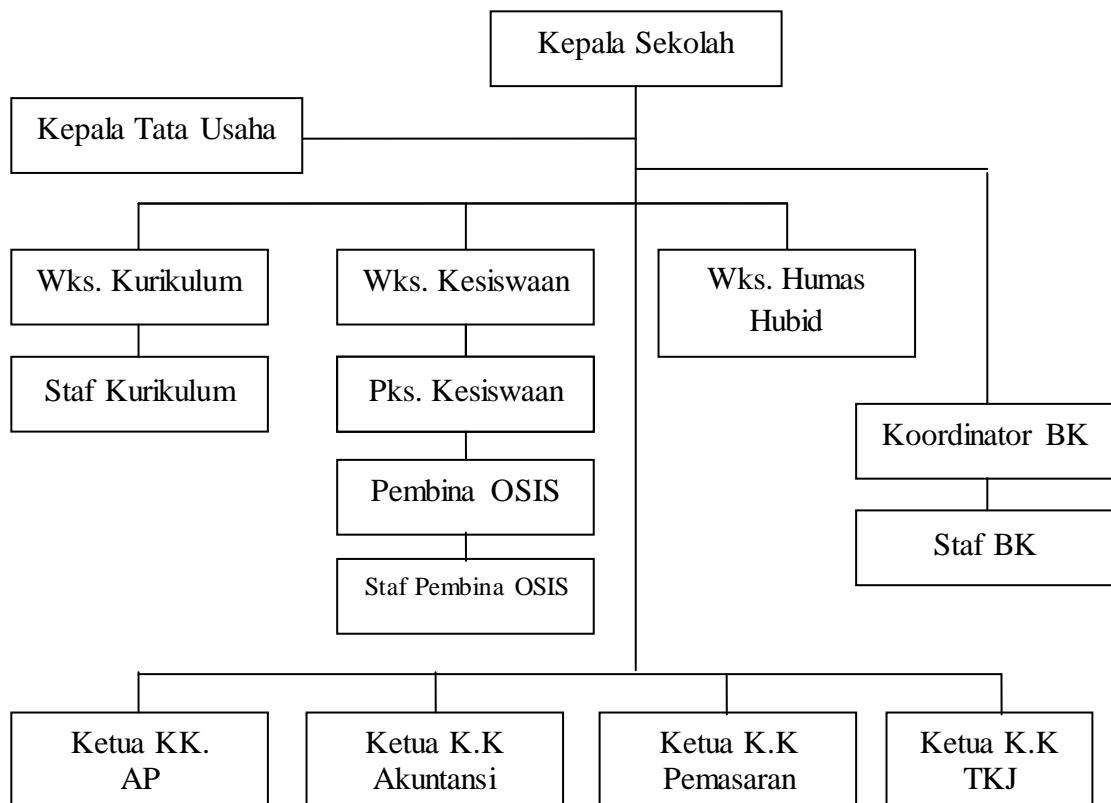 Kepala Sekolah
Kepala Tata Usaha
Wks. Kurikulum
Wks. Kesiswaan
Wks. Humas
Hubid
Staf Kurikulum
Pks. Kesiswaan
Koordinator BK
Pembina OSIS
Staf BK
Staf Pembina OSIS
Ketua KK.
AP
Ketua K.K
Akuntansi
Ketua K.K
Pemasaran
Ketua K.K
TKJ